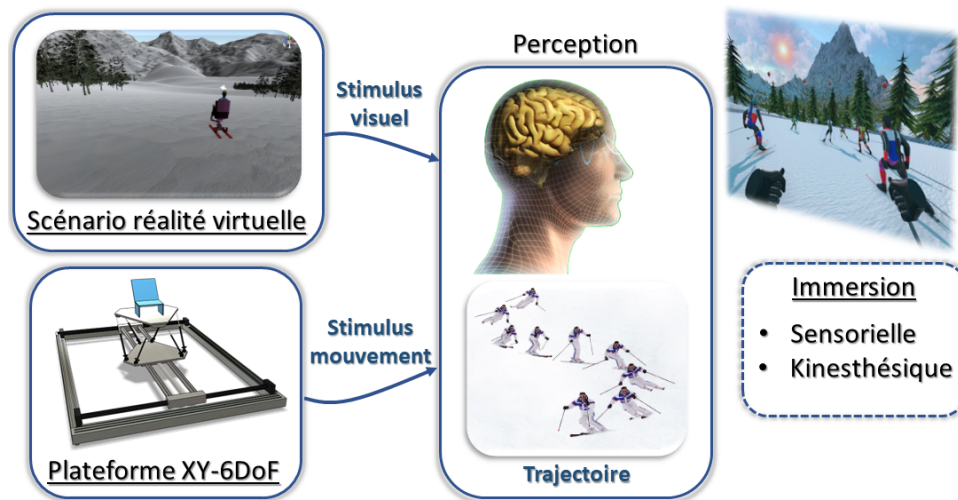 Scénario réalité virtuelle
Stimulus
visuel
Plateforme XY-6DoF
Stimulus
mouvement
Perception
Trajectoire
Immersion
• Sensorielle
• Kinesthésique